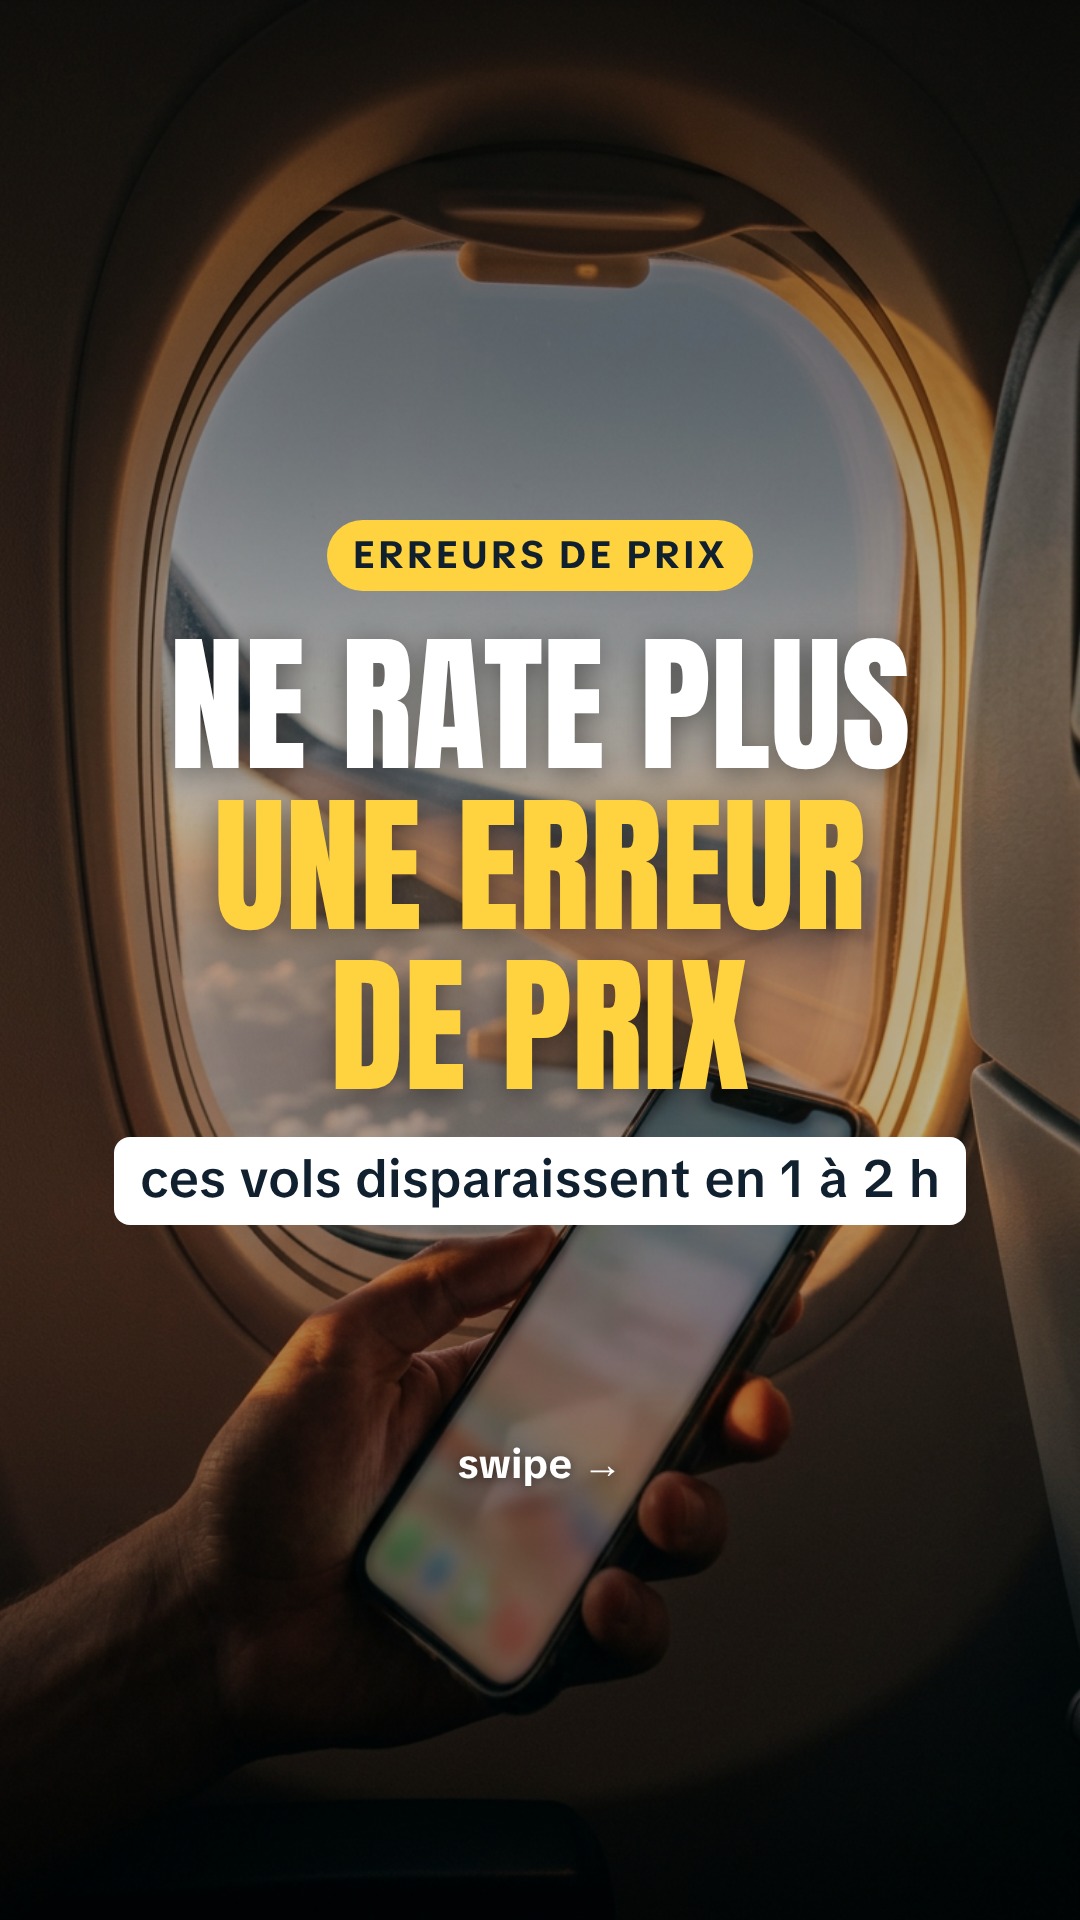 ERREURS DE PRIX
NE RATE PLUS
UNE ERREUR
DE PRIX
ces vols disparaissent en 1 à 2 h
swipe →